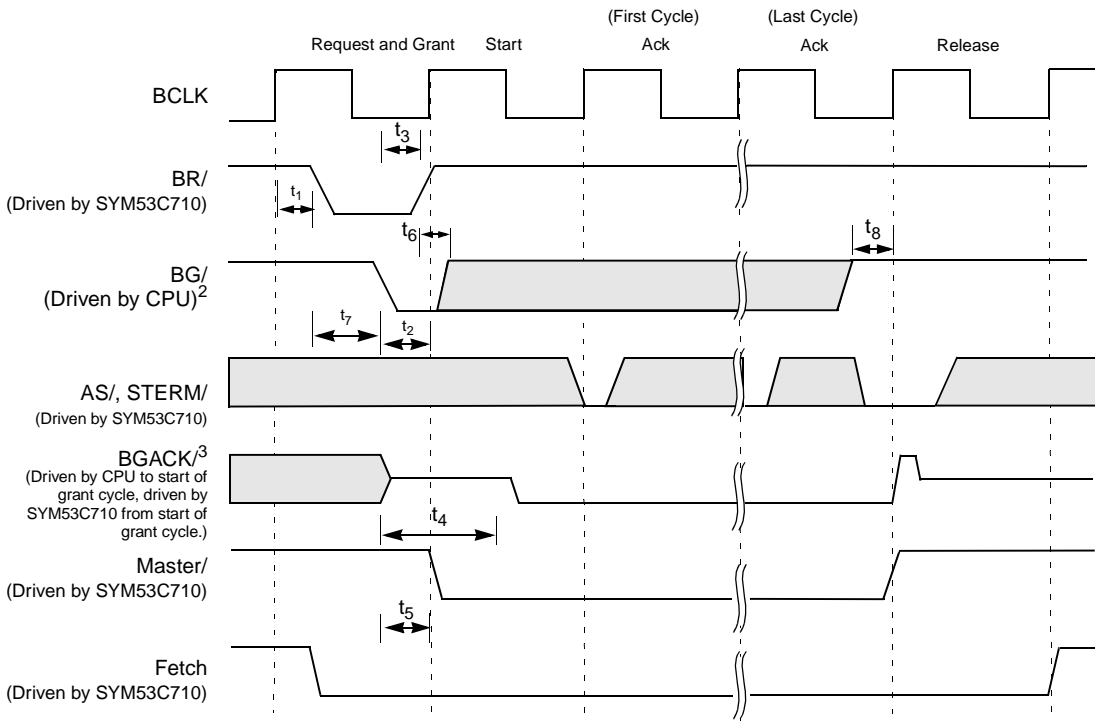 (First Cycle) (Last Cycle)
Request and Grant Start Ack Ack Release
BCLK
t3
BR/
(Driven by SYM53C710)
t1
t6
t8
BG/
(Driven by CPU)2
t7
t2
AS/, STERM/
(Driven by SYM53C710)
BGACK/3
(Driven by CPU to start of
grant cycle, driven by
SYM53C710 from start of
grant cycle.)
t4
Master/
(Driven by SYM53C710)
t5
Fetch
(Driven by SYM53C710)